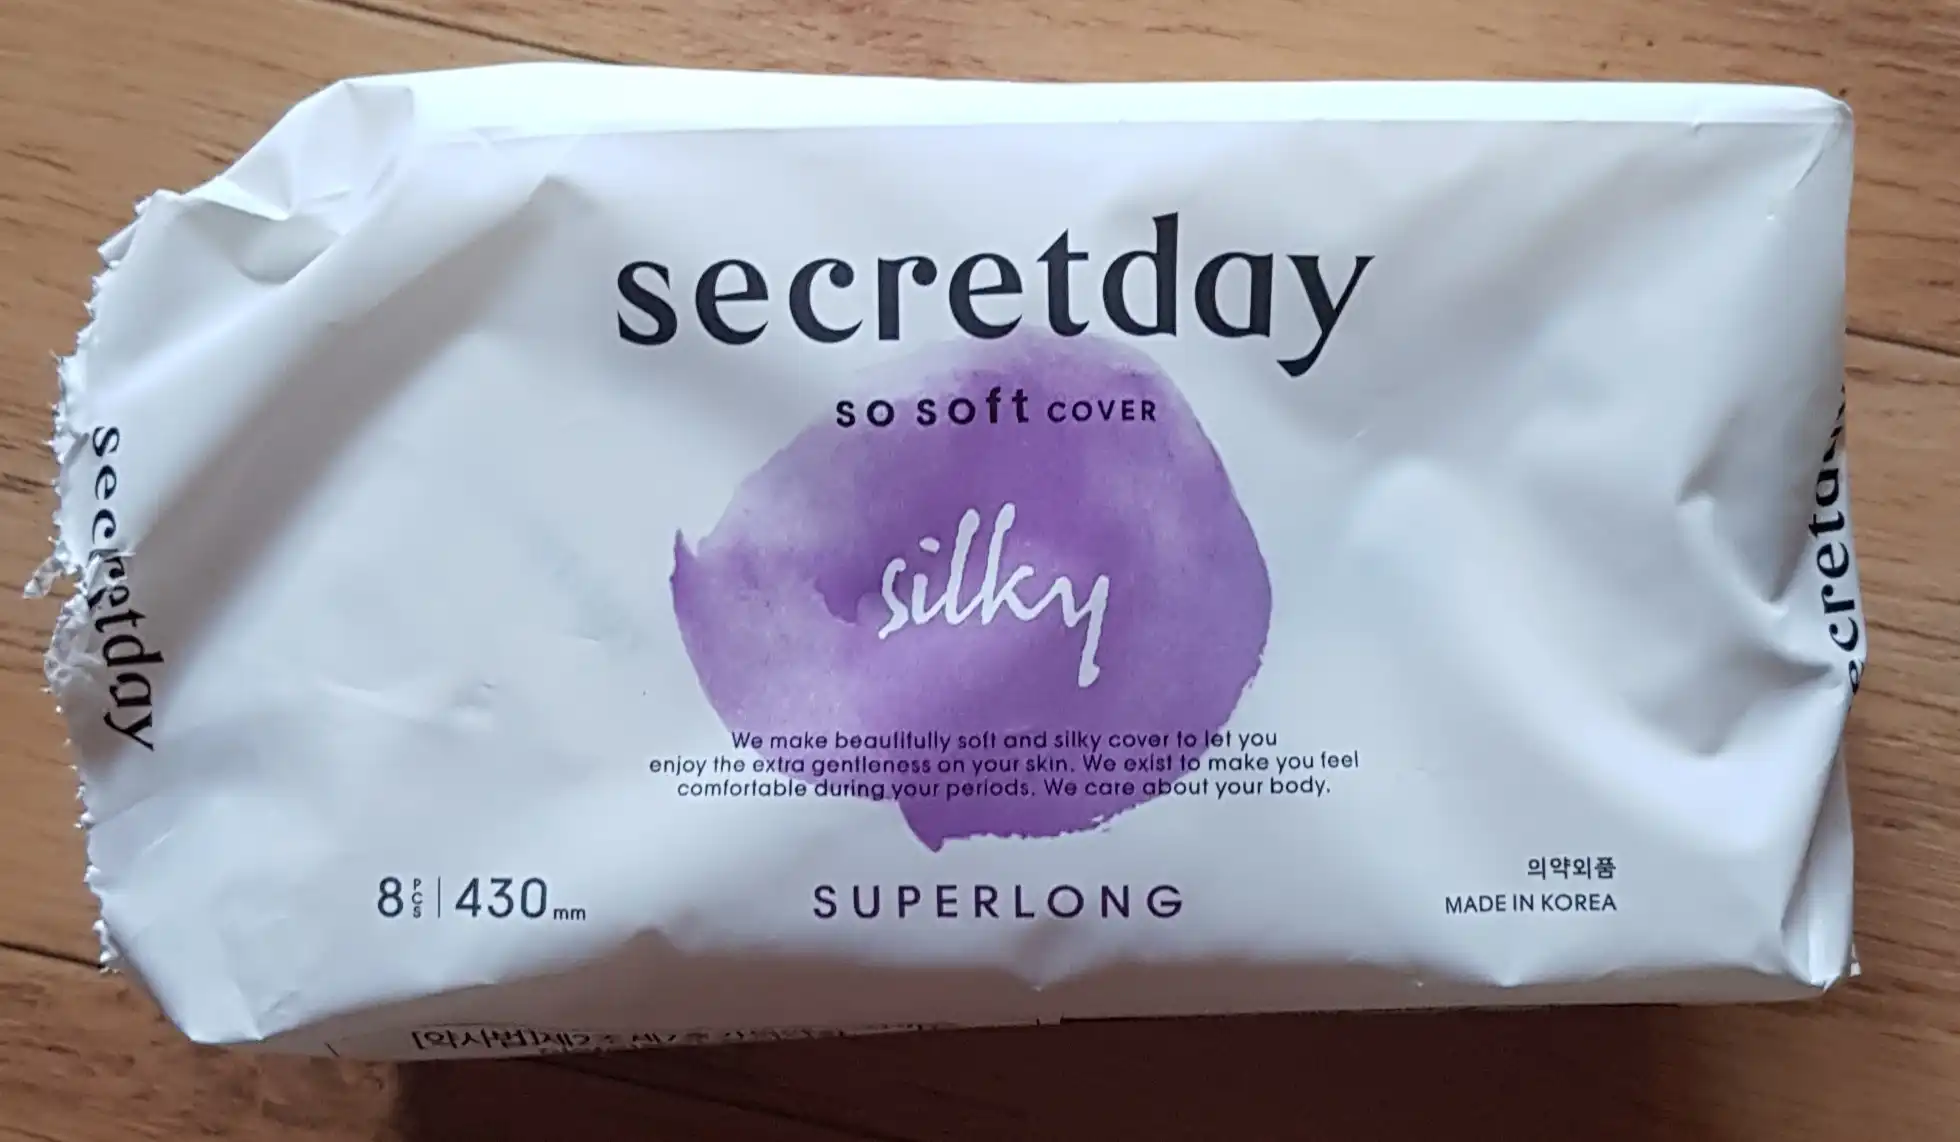 secretday
so soft COVER
silky
We make beautifully soft and silky cover to let you
enjoy the extra gentleness on your skin. We exist to make you feel
comfortable during your periods. We care about your body.
8 PCS | 430 mm
SUPERLONG
의약외품
MADE IN KOREA
secretday
secretday